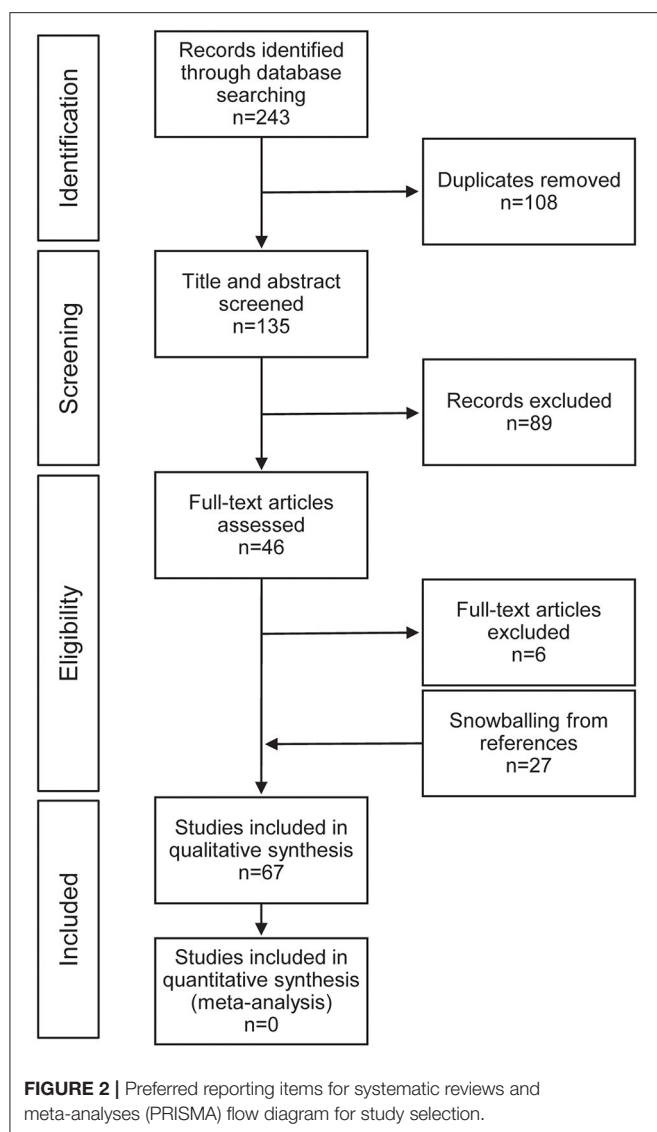 Identification
Records identified
through database
searching
n=243
Duplicates removed
n=108
Screening
Title and abstract
screened
n=135
Records excluded
n=89
Eligibility
Full-text articles
assessed
n=46
Full-text articles
excluded
n=6
Snowballing from
references
n=27
Included
Studies included in
qualitative synthesis
n=67
Studies included in
quantitative synthesis
(meta-analysis)
n=0
FIGURE 2 | Preferred reporting items for systematic reviews and
meta-analyses (PRISMA) flow diagram for study selection.